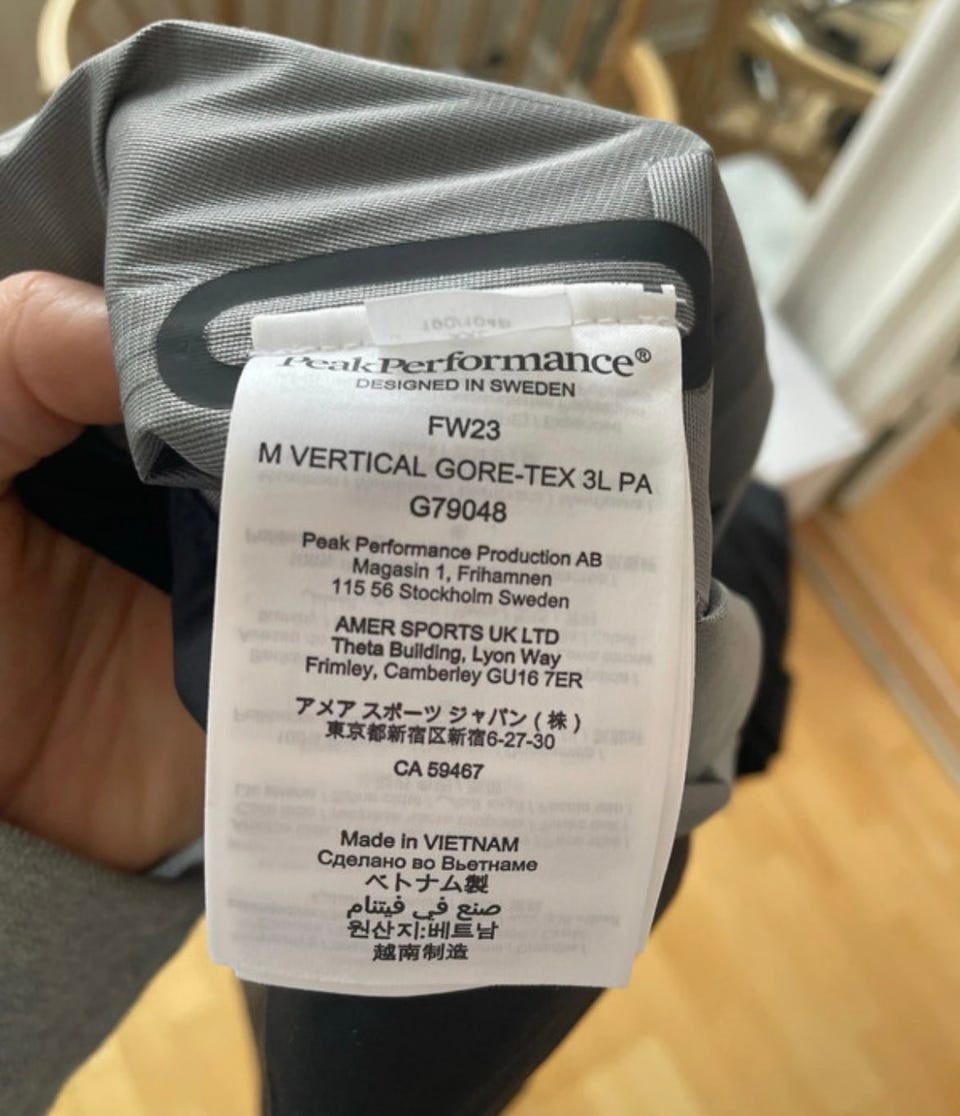 PeakPerformance®
DESIGNED IN SWEDEN
FW23
M VERTICAL GORE-TEX 3L PA
G79048
Peak Performance Production AB
Magasin 1, Frihamnen
115 56 Stockholm Sweden
AMER SPORTS UK LTD
Theta Building, Lyon Way
Frimley, Camberley GU16 7ER
アメア スポーツ ジャパン ( 株 )
東京都新宿区新宿6-27-30
CA 59467
Made in VIETNAM
Сделано во Вьетнаме
ベトナム製
صنع في فيتنام
원산지:베트남
越南制造